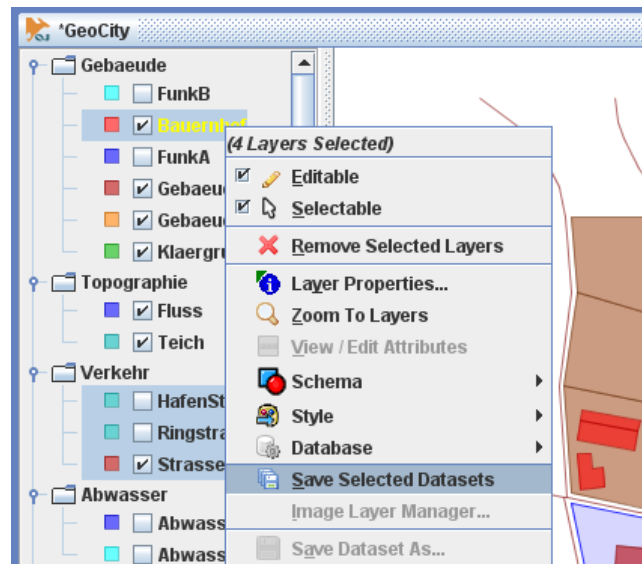 *GeoCity
Gebaeude
FunkB
Bauernhof
FunkA
Gebaeud
Gebaeud
Klaergru
Topographie
Fluss
Teich
Verkehr
HafenSt
Ringstra
Strasse
Abwasser
Abwass
Abwass
(4 Layers Selected)
Editable
Selectable
Remove Selected Layers
Layer Properties...
Zoom To Layers
View / Edit Attributes
Schema
Style
Database
Save Selected Datasets
Image Layer Manager...
Save Dataset As...